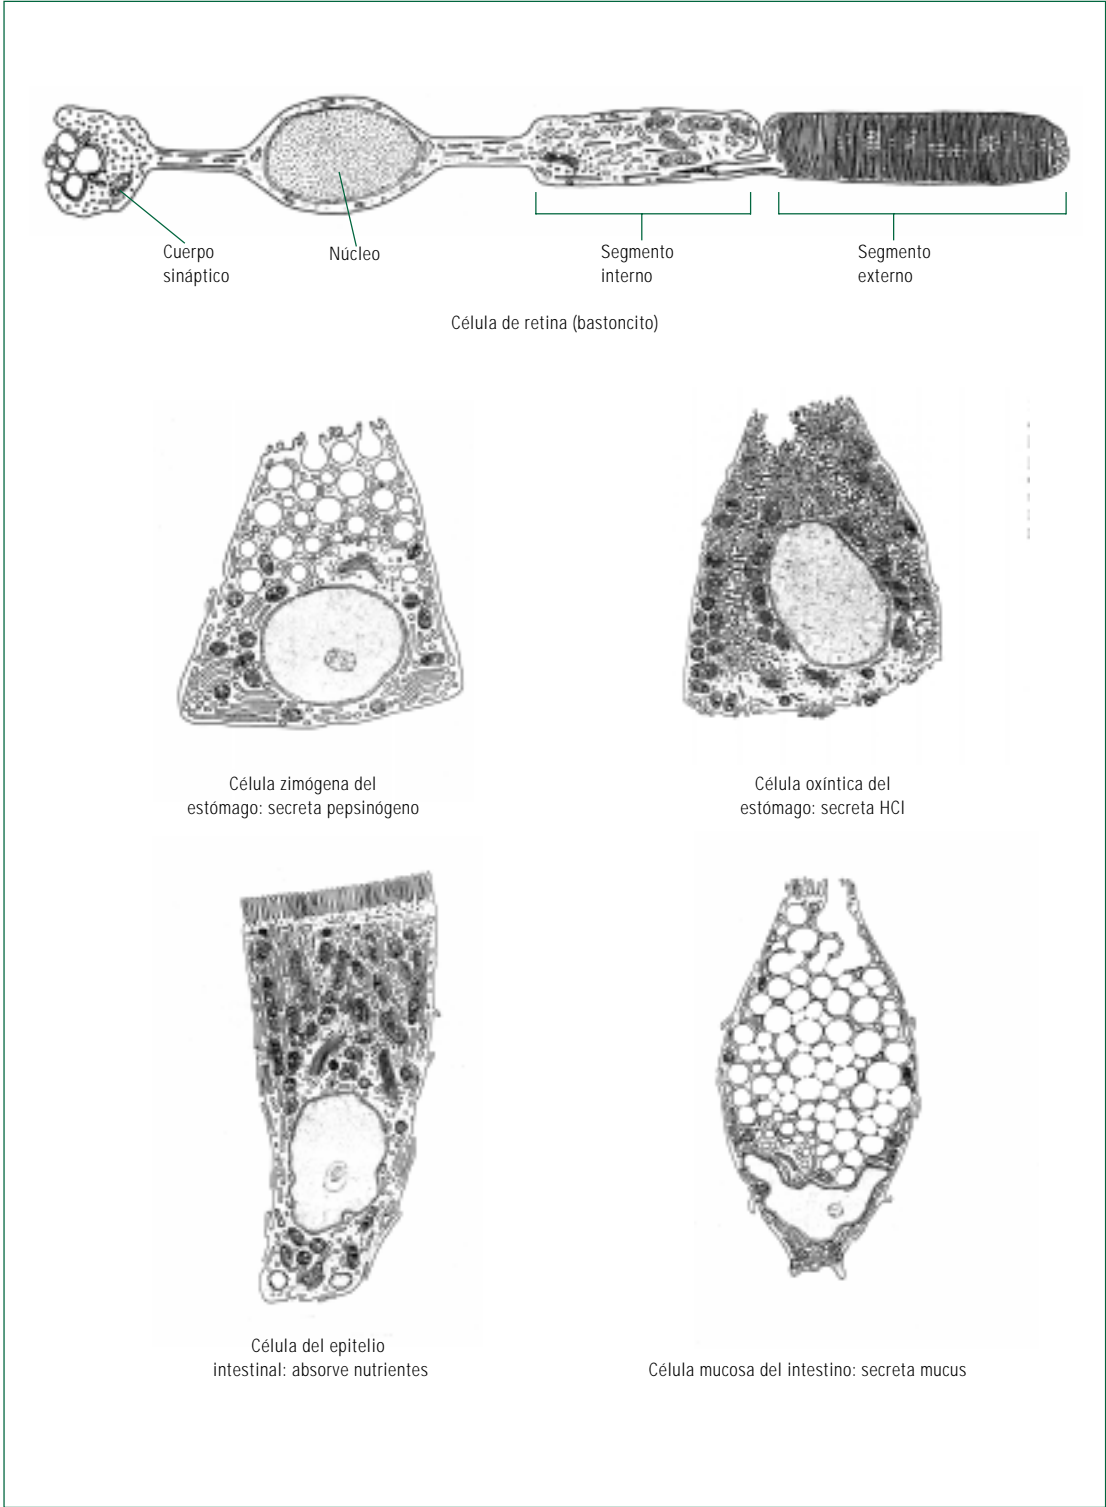 Cuerpo
sináptico
Núcleo
Segmento
interno
Segmento
externo
Célula de retina (bastoncito)
Célula zimógena del
estómago: secreta pepsinógeno
Célula oxíntica del
estómago: secreta HCl
Célula del epitelio
intestinal: absorve nutrientes
Célula mucosa del intestino: secreta mucus